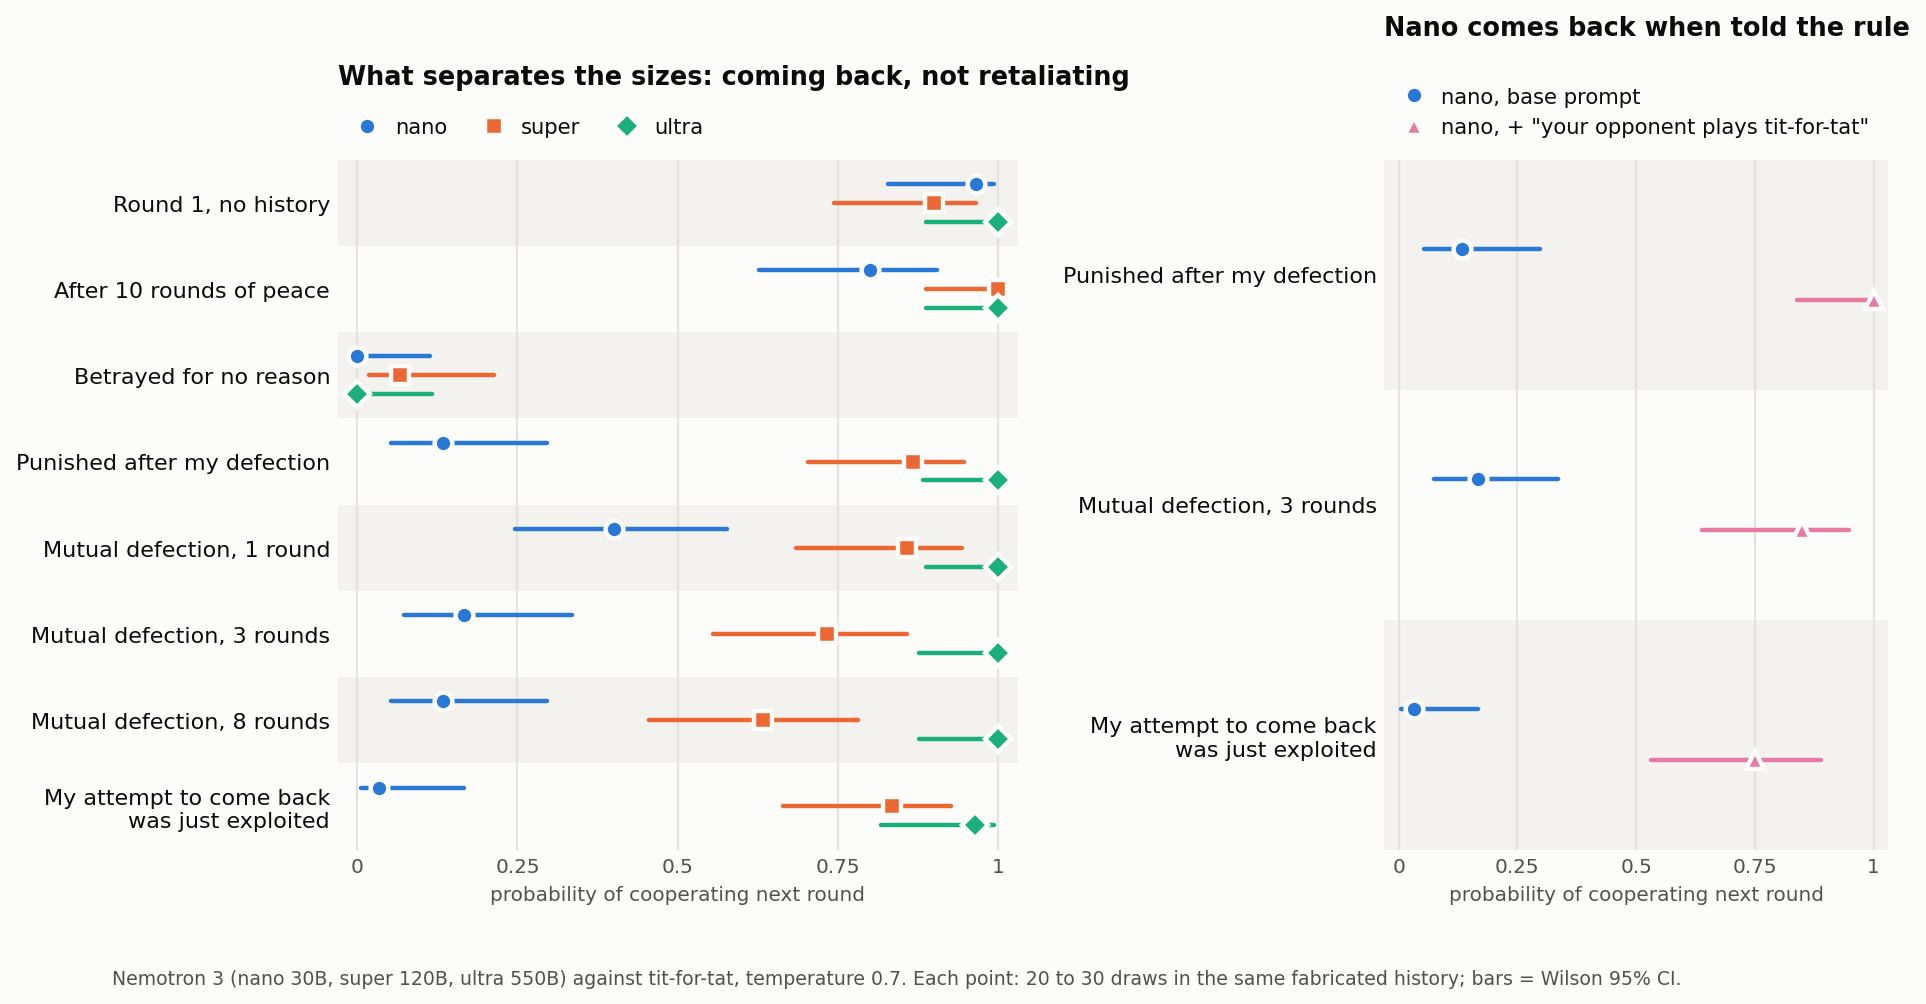 What separates the sizes: coming back, not retaliating
nano
super
ultra
Round 1, no history
After 10 rounds of peace
Betrayed for no reason
Punished after my defection
Mutual defection, 1 round
Mutual defection, 3 rounds
Mutual defection, 8 rounds
My attempt to come back
was just exploited
0
0.25
0.5
0.75
1
probability of cooperating next round
Nano comes back when told the rule
nano, base prompt
nano, + "your opponent plays tit-for-tat"
Punished after my defection
Mutual defection, 3 rounds
My attempt to come back
was just exploited
0
0.25
0.5
0.75
1
probability of cooperating next round
Nemotron 3 (nano 30B, super 120B, ultra 550B) against tit-for-tat, temperature 0.7. Each point: 20 to 30 draws in the same fabricated history; bars = Wilson 95% CI.